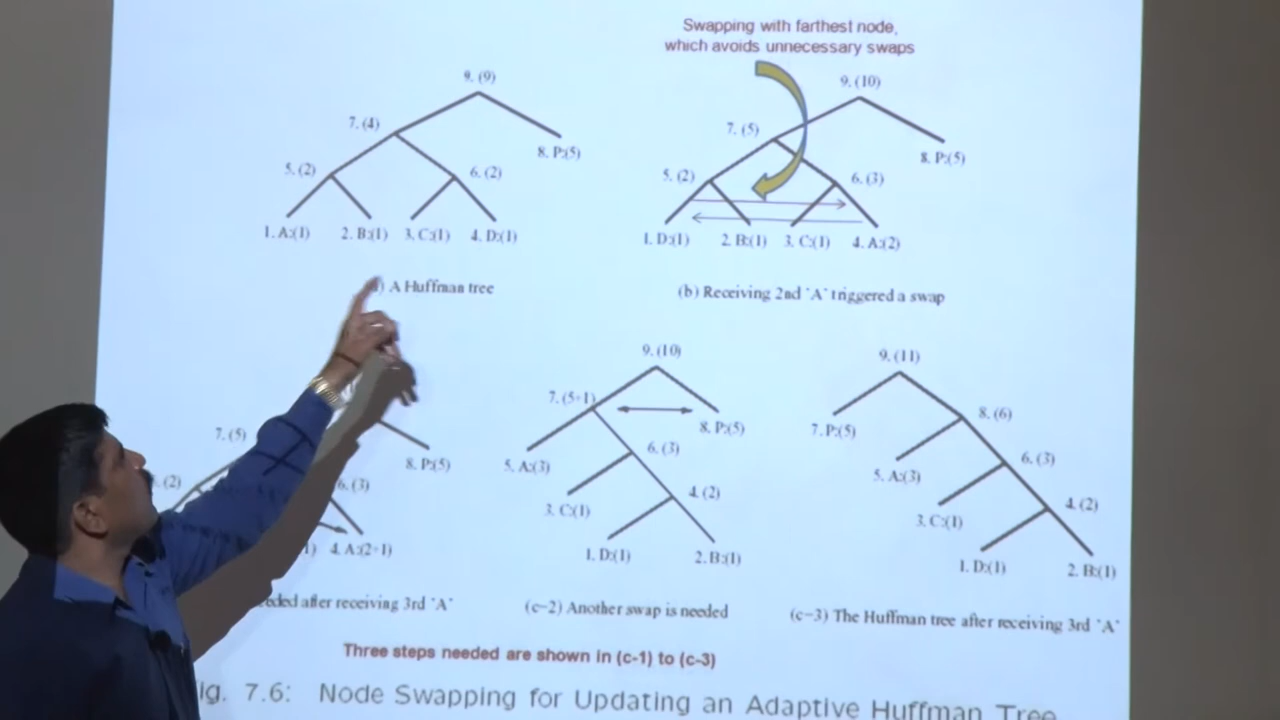 Swapping with farthest node,
which avoids unnecessary swaps
9. (9)
7. (4)
8. P:(5)
5. (2)
6. (2)
1. A:(1) 2. B:(1) 3. C:(1) 4. D:(1)
A Huffman tree
9. (10)
7. (5)
8. P:(5)
5. (2)
6. (3)
1. D:(1) 2. B:(1) 3. C:(1) 4. A:(2)
(b) Receiving 2nd 'A' triggered a swap
7. (5)
8. P:(5)
(2)
6. (3)
4. A:(2+1)
after receiving 3rd 'A'
9. (10)
7. (5+1)
8. P:(5)
5. A:(3)
6. (3)
3. C:(1)
4. (2)
1. D:(1)
2. B:(1)
(c-2) Another swap is needed
9. (11)
7. P:(5)
8. (6)
5. A:(3)
6. (3)
3. C:(1)
4. (2)
1. D:(1)
2. B:(1)
(c-3) The Huffman tree after receiving 3rd 'A'
Three steps needed are shown in (c-1) to (c-3)
7.6: Node Swapping for Updating an Adaptive Huffman Tree